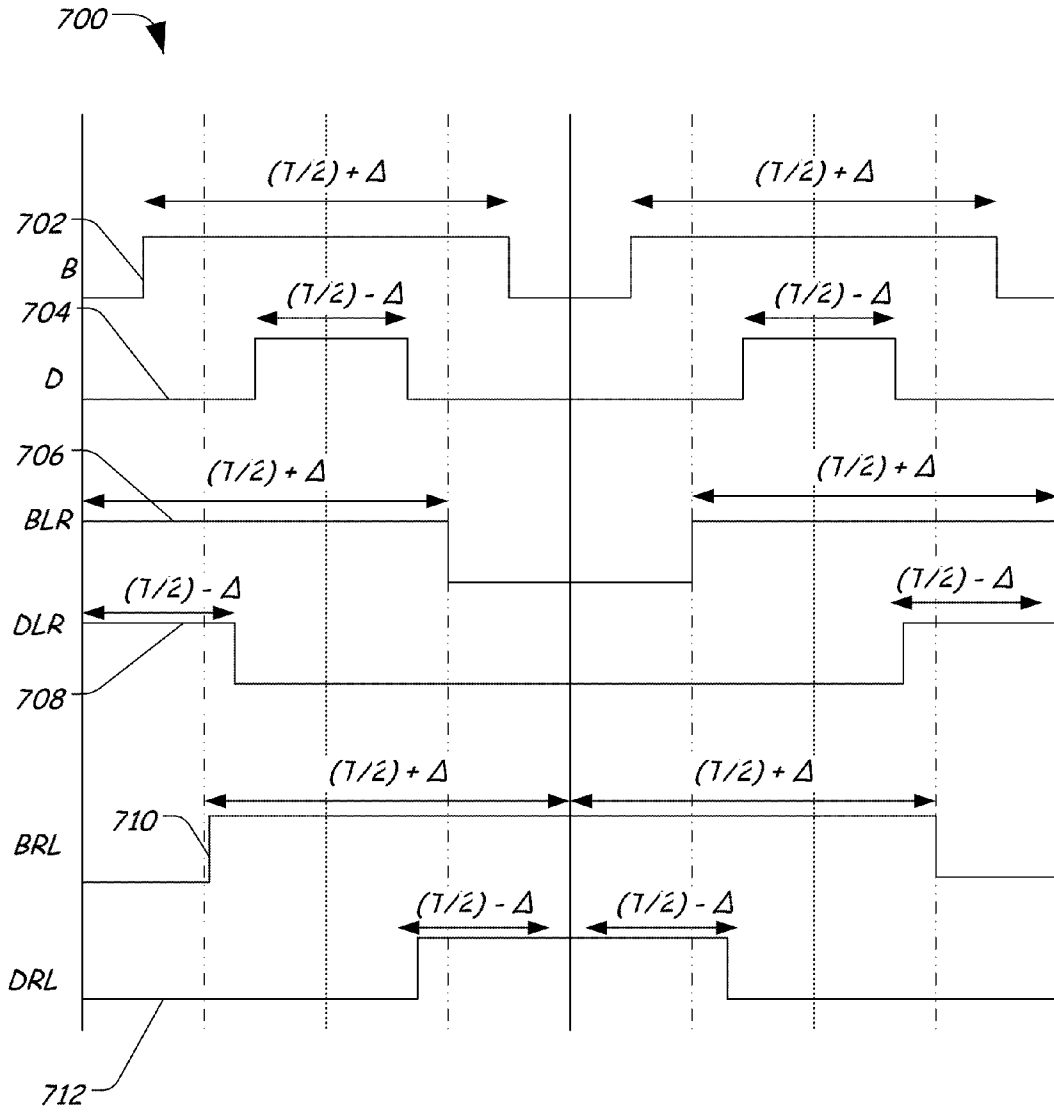 700
(T/2) + Δ (T/2) + Δ
702
B
(T/2) - Δ (T/2) - Δ
704
D
706
(T/2) + Δ (T/2) + Δ
BLR
(T/2) - Δ (T/2) - Δ
DLR
708
(T/2) + Δ (T/2) + Δ
710
BRL
(T/2) - Δ (T/2) - Δ
DRL
712